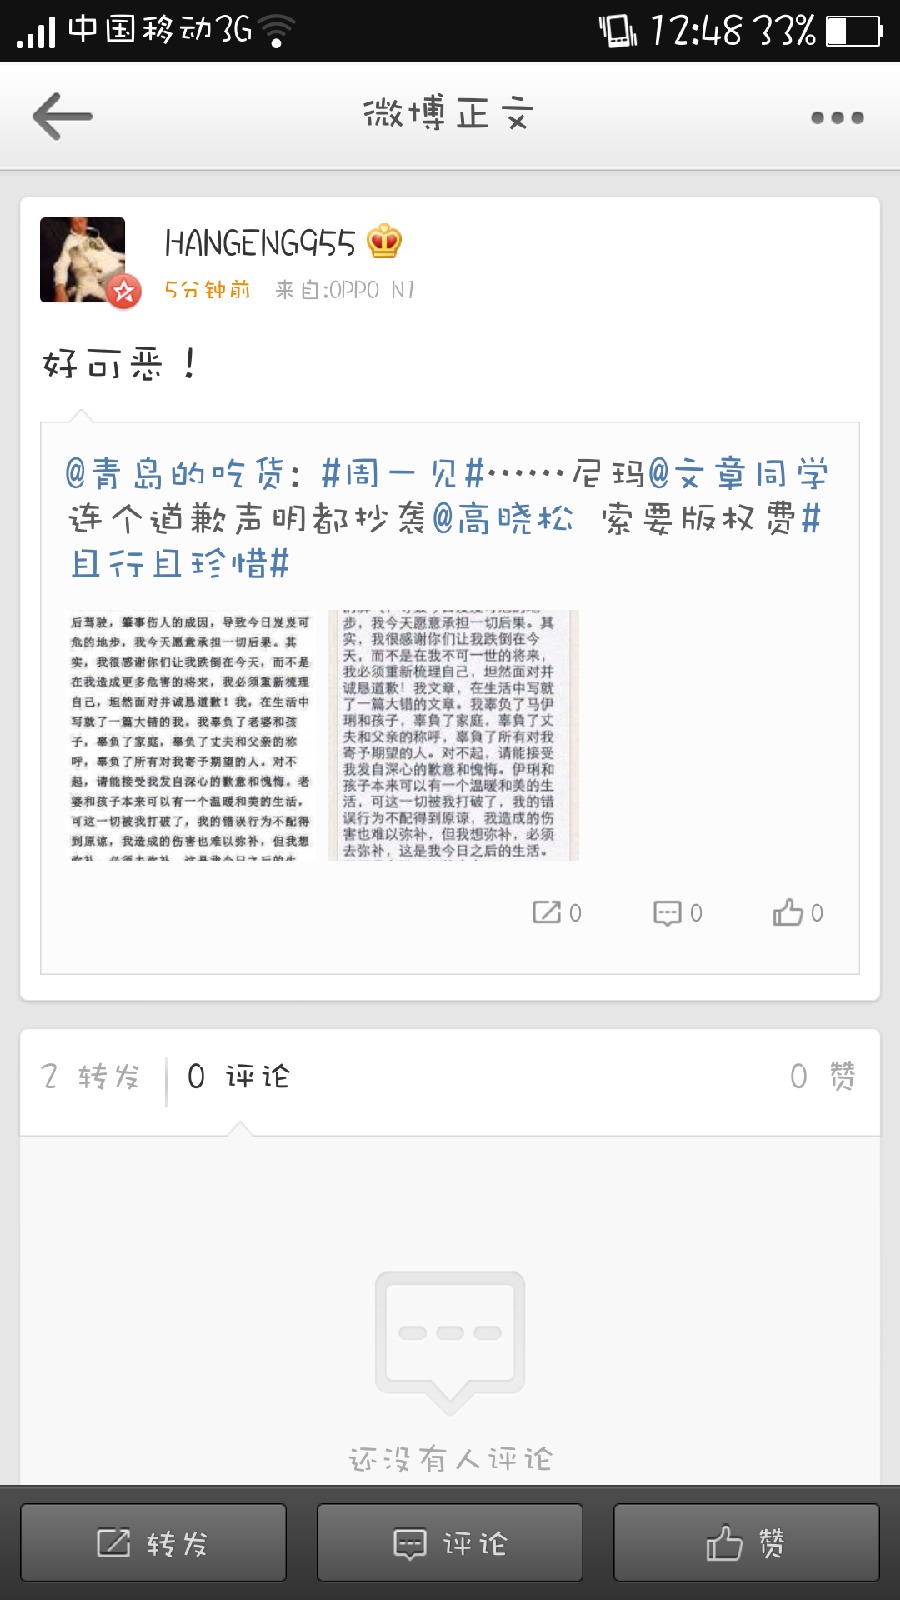 中国移动3G 12:48 33%
微博正文
HANGENG955
5分钟前 来自:OPPO N1
好可恶！
@青岛的吃货: #周一见#……尼玛@文章同学
连个道歉声明都抄袭@高晓松 索要版权费#
且行且珍惜#
后驾驶，肇事伤人的成因，导致今日岌岌可
危的地步，我今天愿意承担一切后果。其
实，我很感谢你们让我跌倒在今天，而不是
在我造成更多危害的将来，我必须重新梳理
自己，坦然面对并诚恳道歉！我，在生活中
写就了一篇大错的我。我辜负了老婆和孩
子，辜负了家庭，辜负了丈夫和父亲的称
呼，辜负了所有对我寄予期望的人。对不
起，请能接受我发自深心的歉意和愧悔。老
婆和孩子本来可以有一个温暖和美的生活，
可这一切被我打破了，我的错误行为不配得
到原谅，我造成的伤害也难以弥补，但我想
步，我今天愿意承担一切后果。其
实，我很感谢你们让我跌倒在今
天，而不是在我不可一世的将来，
我必须重新梳理自己，坦然面对并
诚恳道歉！我文章，在生活中写就
了一篇大错的文章。我辜负了马伊
琍和孩子，辜負了家庭，辜負了丈
夫和父亲的称呼，辜負了所有对我
寄予期望的人。对不起，请能接受
我发自深心的歉意和愧悔。伊琍和
孩子本来可以有一个温暖和美的生
活，可这一切被我打破了，我的错
误行为不配得到原谅，我造成的伤
害也难以弥补，但我想弥补，必须
去弥补，这是我今日之后的生活。
0 0 0
2 转发 0 评论 0 赞
还没有人评论
转发 评论 赞